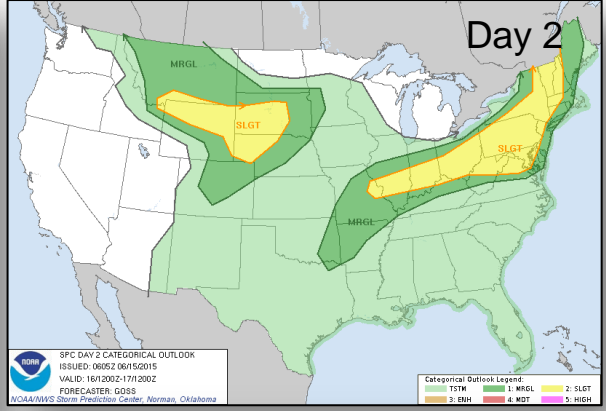 Day 2
MRGL
SLGT
SLGT
MRGL
NOAA
SPC DAY 2 CATEGORICAL OUTLOOK
ISSUED: 0605Z 06/15/2015
VALID: 16/1200Z-17/1200Z
FORECASTER: GOSS
NOAA/NWS Storm Prediction Center, Norman, Oklahoma
Categorical Outlook Legend:
TSTM 1: MRGL 2: SLGT
3: ENH 4: MDT 5: HIGH